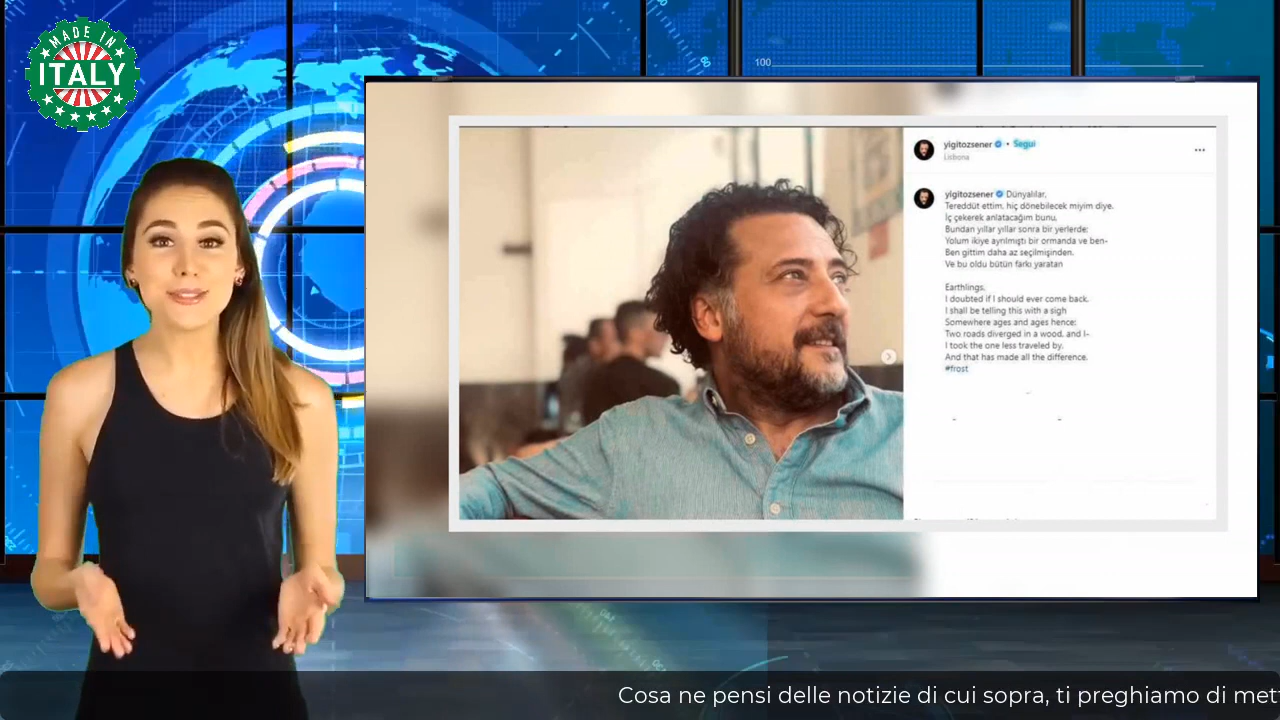 MADE IN
ITALY
100
yigitozsener • Segui
Lisbona
yigitozsener Dünyalılar,
Tereddüt ettim. hiç dönebilecek miyim diye.
İç çekerek anlatacağım bunu,
Bundan yıllar yıllar sonra bir yerlerde:
Yolum ikiye ayrılmıştı bir ormanda ve ben-
Ben gittim daha az seçilmişinden.
Ve bu oldu bütün farkı yaratan
Earthlings,
I doubted if I should ever come back.
I shall be telling this with a sigh
Somewhere ages and ages hence:
Two roads diverged in a wood, and I-
I took the one less traveled by,
And that has made all the difference.
#frost
Cosa ne pensi delle notizie di cui sopra, ti preghiamo di met